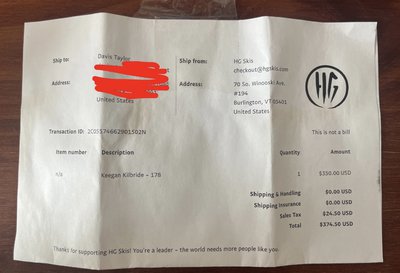 Ship to: Davis Taylor Ship from: HG Skis
checkout@hgskis.com
Address: Address: 70 So. Winooski Ave.
#194
Burlington, VT 05401
United States United States
HG
Transaction ID: 2C05574662901502N This is not a bill
Item number Description Quantity Amount
n/a Keegan Kilbride - 178 1 $350.00 USD
Shipping & Handling $0.00 USD
Shipping Insurance $0.00 USD
Sales Tax $24.50 USD
Total $374.50 USD
Thanks for supporting HG Skis! You're a leader – the world needs more people like you.